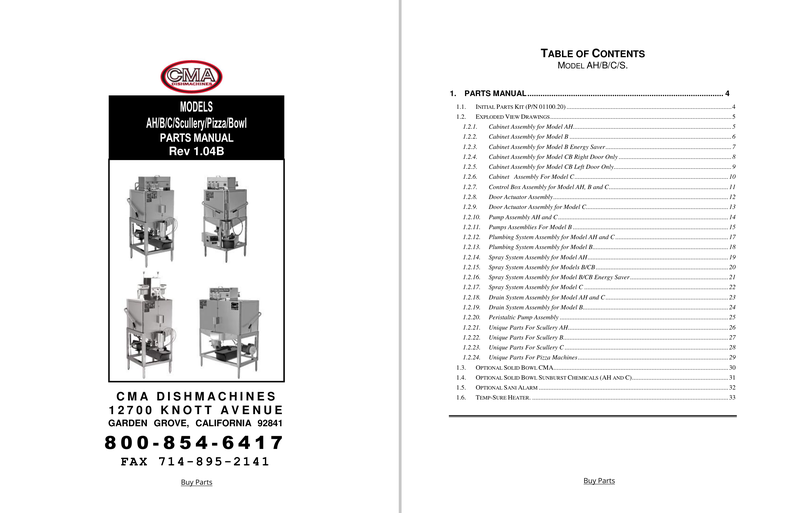 CMA
DISHMACHINES
MODELS
AH/B/C/Scullery/Pizza/Bowl
PARTS MANUAL
Rev 1.04B
CMA DISHMACHINES
12700 KNOTT AVENUE
GARDEN GROVE, CALIFORNIA 92841
800-854-6417
FAX 714-895-2141
Buy Parts
TABLE OF CONTENTS
MODEL AH/B/C/S.
1. PARTS MANUAL 4
1.1. INITIAL PARTS KIT (P/N 01100.20) 4
1.2. EXPLODED VIEW DRAWINGS 5
1.2.1. Cabinet Assembly for Model AH 5
1.2.2. Cabinet Assembly for Model B 6
1.2.3. Cabinet Assembly for Model B Energy Saver 7
1.2.4. Cabinet Assembly for Model CB Right Door Only 8
1.2.5. Cabinet Assembly for Model CB Left Door Only 9
1.2.6. Cabinet Assembly For Model C 10
1.2.7. Control Box Assembly for Model AH, B and C 11
1.2.8. Door Actuator Assembly 12
1.2.9. Door Actuator Assembly for Model C 13
1.2.10. Pump Assembly AH and C 14
1.2.11. Pumps Assemblies For Model B 15
1.2.12. Plumbing System Assembly for Model AH and C 17
1.2.13. Plumbing System Assembly for Model B 18
1.2.14. Spray System Assembly for Model AH 19
1.2.15. Spray System Assembly for Models B/CB 20
1.2.16. Spray System Assembly for Model B/CB Energy Saver 21
1.2.17. Spray System Assembly for Model C 22
1.2.18. Drain System Assembly for Model AH and C 23
1.2.19. Drain System Assembly for Model B 24
1.2.20. Peristaltic Pump Assembly 25
1.2.21. Unique Parts For Scullery AH 26
1.2.22. Unique Parts For Scullery B 27
1.2.23. Unique Parts For Scullery C 28
1.2.24. Unique Parts For Pizza Machines 29
1.3. OPTIONAL SOLID BOWL CMA 30
1.4. OPTIONAL SOLID BOWL SUNBURST CHEMICALS (AH AND C) 31
1.5. OPTIONAL SANI ALARM 32
1.6. TEMP-SURE HEATER 33
Buy Parts